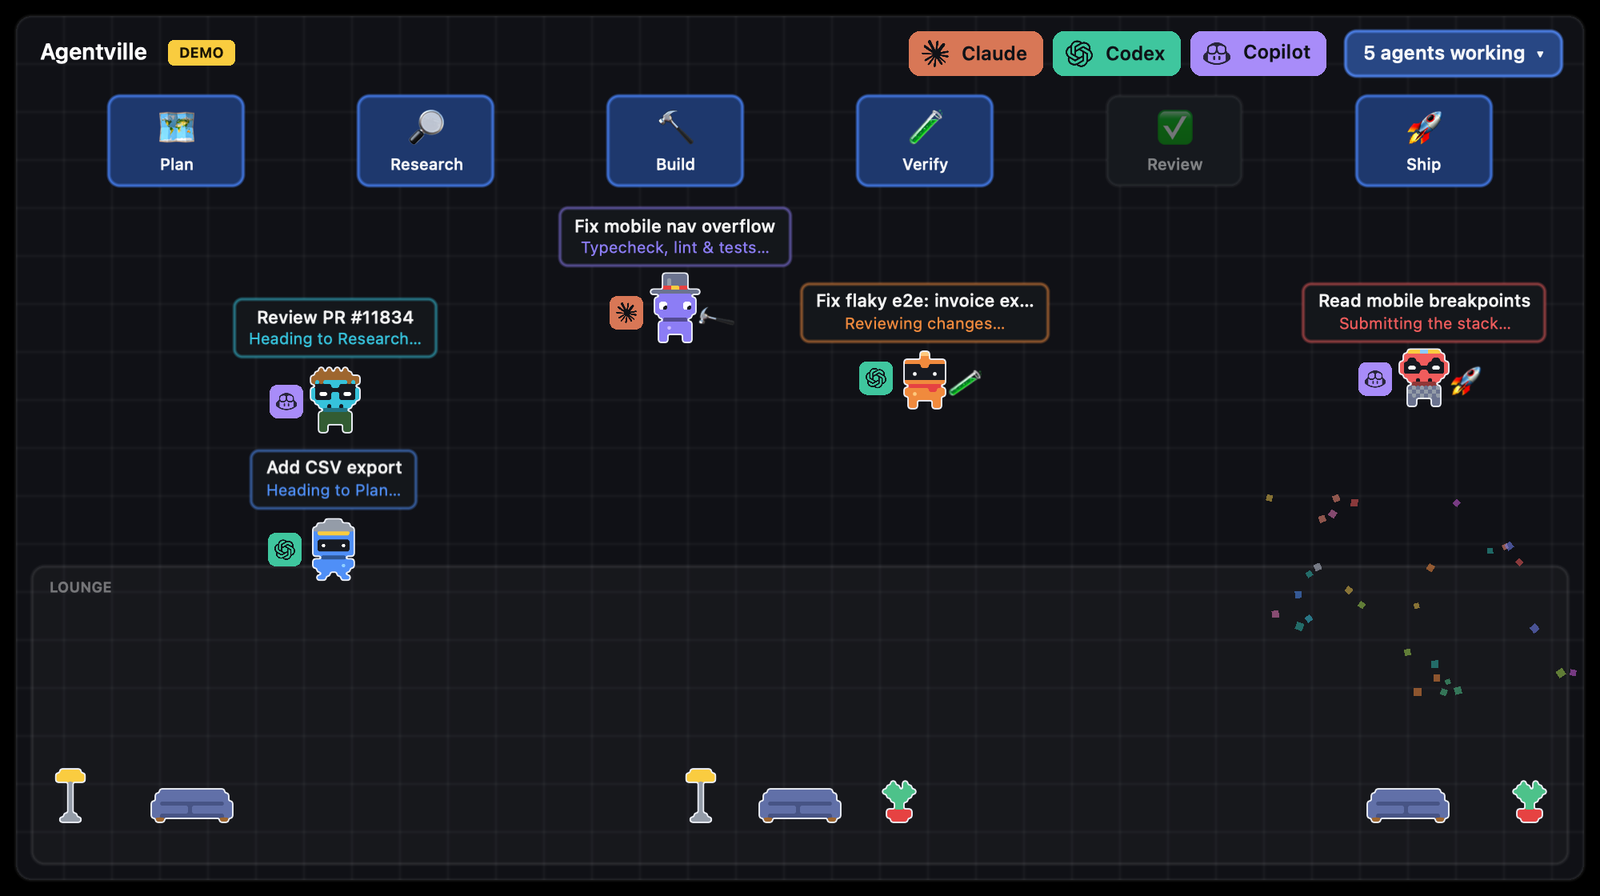 Agentville
DEMO
Claude
Codex
Copilot
5 agents working
Plan
Research
Build
Verify
Review
Ship
Fix mobile nav overflow
Typecheck, lint & tests...
Fix flaky e2e: invoice ex...
Reviewing changes...
Read mobile breakpoints
Submitting the stack...
Review PR #11834
Heading to Research...
Add CSV export
Heading to Plan...
LOUNGE